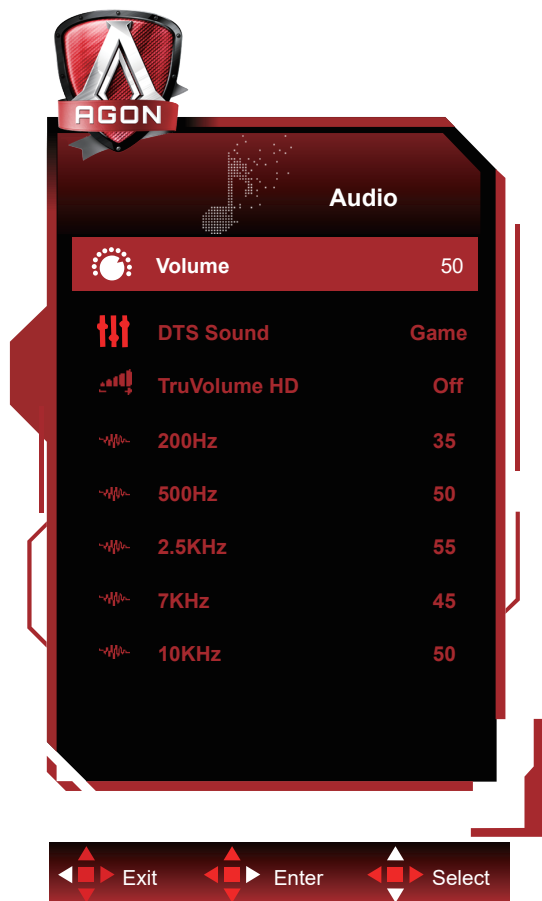 AGON
Audio
Volume 50
DTS Sound Game
TruVolume HD Off
200Hz 35
500Hz 50
2.5KHz 55
7KHz 45
10KHz 50
Exit Enter Select